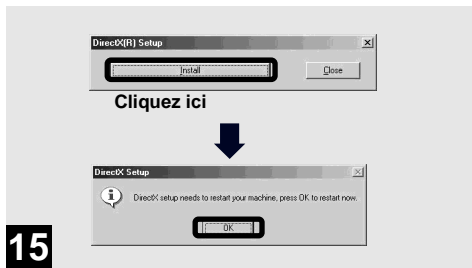 DirectX(R) Setup
Install
Close
Cliquez ici
DirectX Setup
DirectX setup needs to restart your machine, press OK to restart now.
OK
15